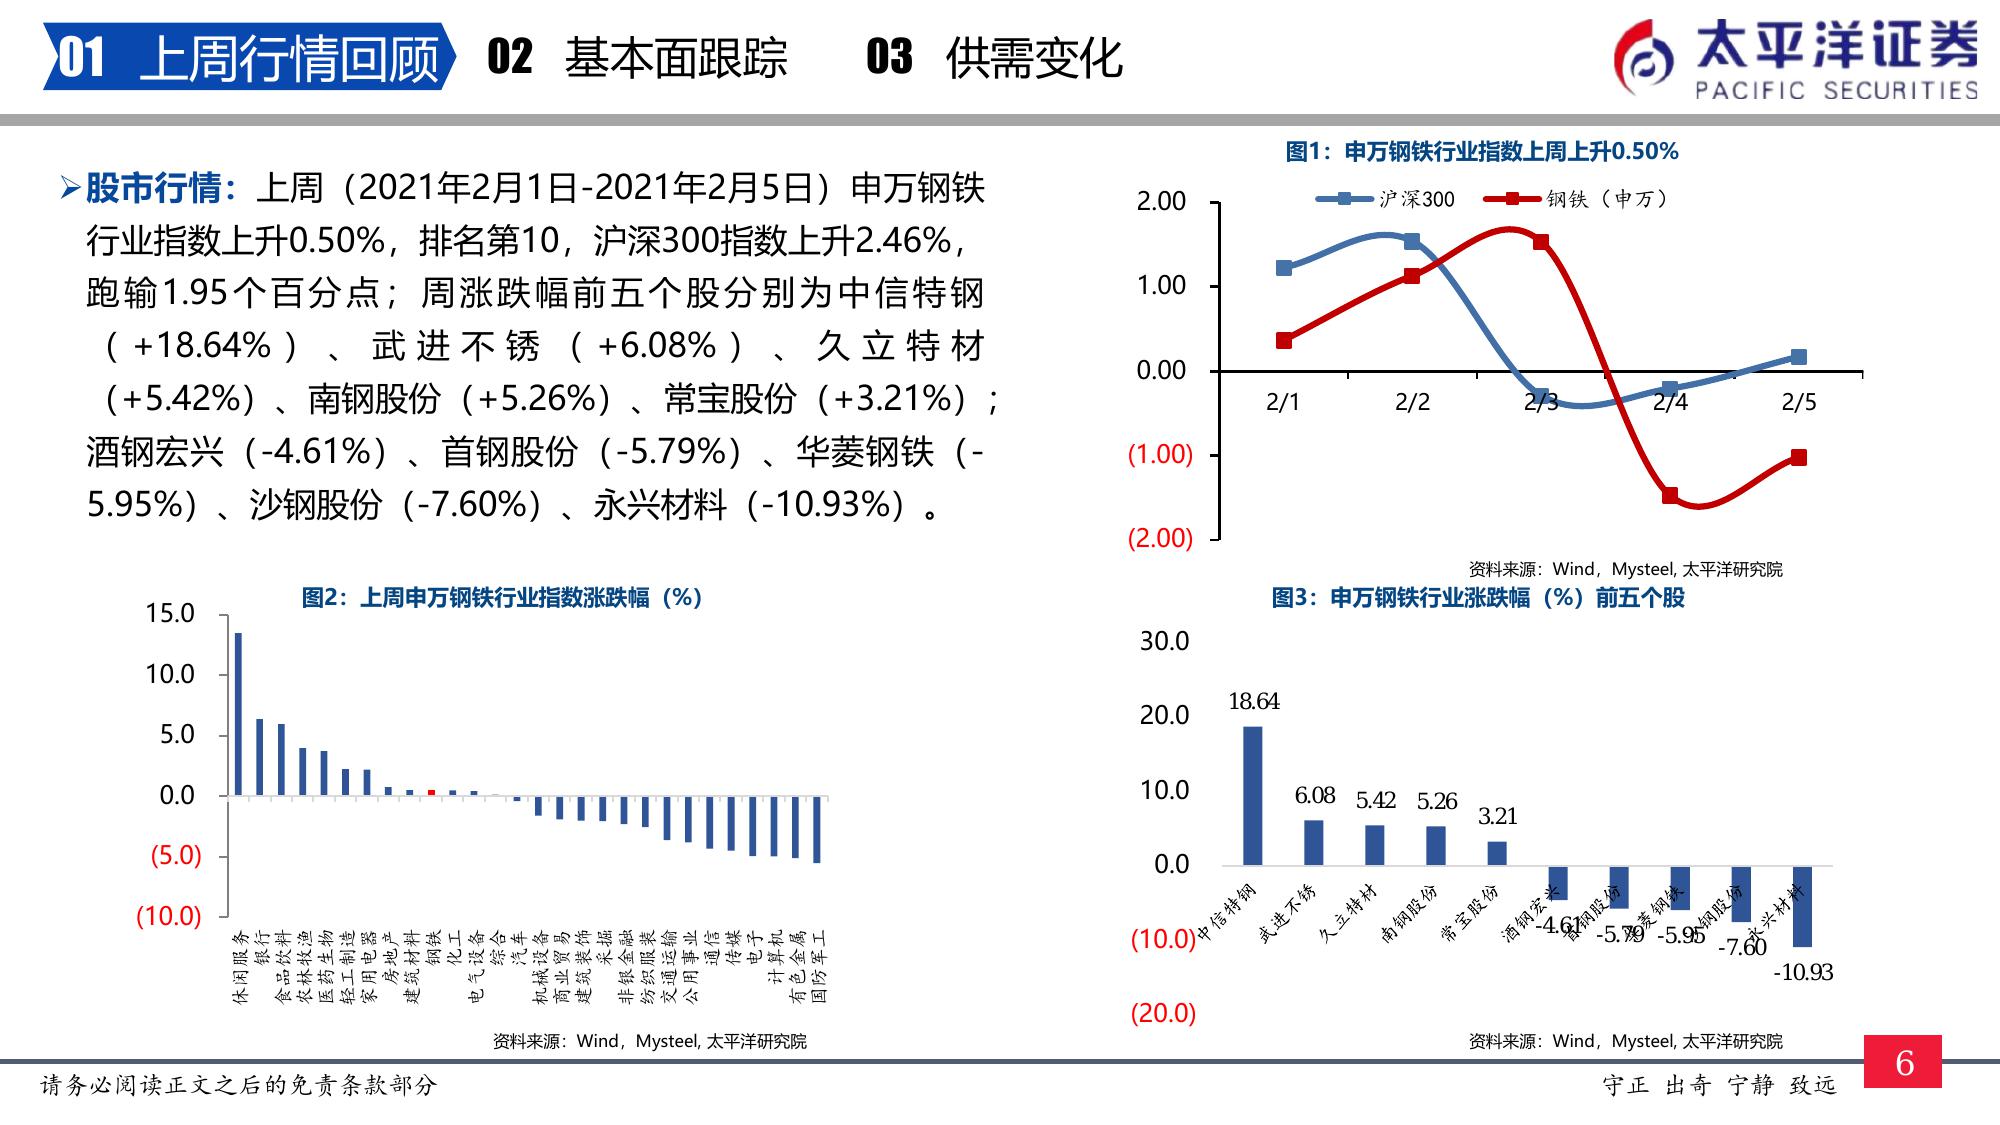 01 上周行情回顾 02 基本面跟踪 03 供需变化
太平洋证券
PACIFIC SECURITIES
➢股市行情：上周（2021年2月1日-2021年2月5日）申万钢铁
行业指数上升0.50%，排名第10，沪深300指数上升2.46%，
跑输1.95个百分点；周涨跌幅前五个股分别为中信特钢
（+18.64%）、武进不锈（+6.08%）、久立特材
（+5.42%）、南钢股份（+5.26%）、常宝股份（+3.21%）；
酒钢宏兴（-4.61%）、首钢股份（-5.79%）、华菱钢铁（-
5.95%）、沙钢股份（-7.60%）、永兴材料（-10.93%）。
图1：申万钢铁行业指数上周上升0.50%
沪深300 钢铁（申万）
2.00
1.00
0.00
(1.00)
(2.00)
2/1 2/2 2/3 2/4 2/5
资料来源：Wind，Mysteel, 太平洋研究院
图2：上周申万钢铁行业指数涨跌幅（%）
15.0
10.0
5.0
0.0
(5.0)
(10.0)
休闲服务
银行
食品饮料
农林牧渔
医药生物
轻工制造
家用电器
房地产
建筑材料
钢铁
化工
电气设备
综合
汽车
机械设备
商业贸易
建筑装饰
采掘
非银金融
纺织服装
交通运输
公用事业
通信
传媒
电子
计算机
有色金属
国防军工
资料来源：Wind，Mysteel, 太平洋研究院
图3：申万钢铁行业涨跌幅（%）前五个股
30.0
20.0
10.0
0.0
(10.0)
(20.0)
18.64
6.08
5.42
5.26
3.21
-4.61
-5.79
-5.95
-7.60
-10.93
中信特钢
武进不锈
久立特材
南钢股份
常宝股份
酒钢宏兴
首钢股份
华菱钢铁
沙钢股份
永兴材料
资料来源：Wind，Mysteel, 太平洋研究院
请务必阅读正文之后的免责条款部分
守正 出奇 宁静 致远
6